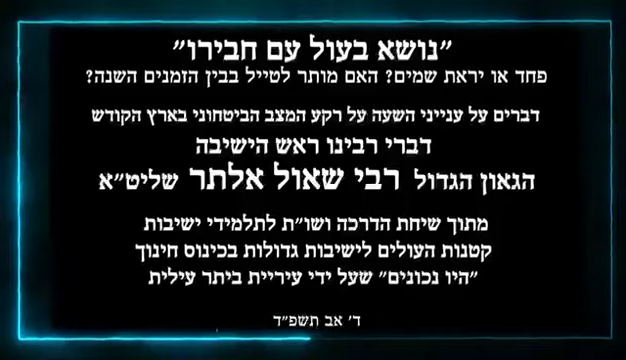 "נושא בעול עם חבירו"
פחד או יראת שמים? האם מותר לטייל בבין הזמנים השנה?
דברים על ענייני השעה על רקע המצב הביטחוני בארץ הקודש
דברי רבינו ראש הישיבה
הגאון הגדול רבי שאול אלתר שליט"א
מתוך שיחת הדרכה ושו"ת לתלמידי ישיבות
קטנות העולים לישיבות גדולות בכינוס חינוך
"היו נכונים" שעל ידי עיריית ביתר עילית
ד' אב תשפ"ד